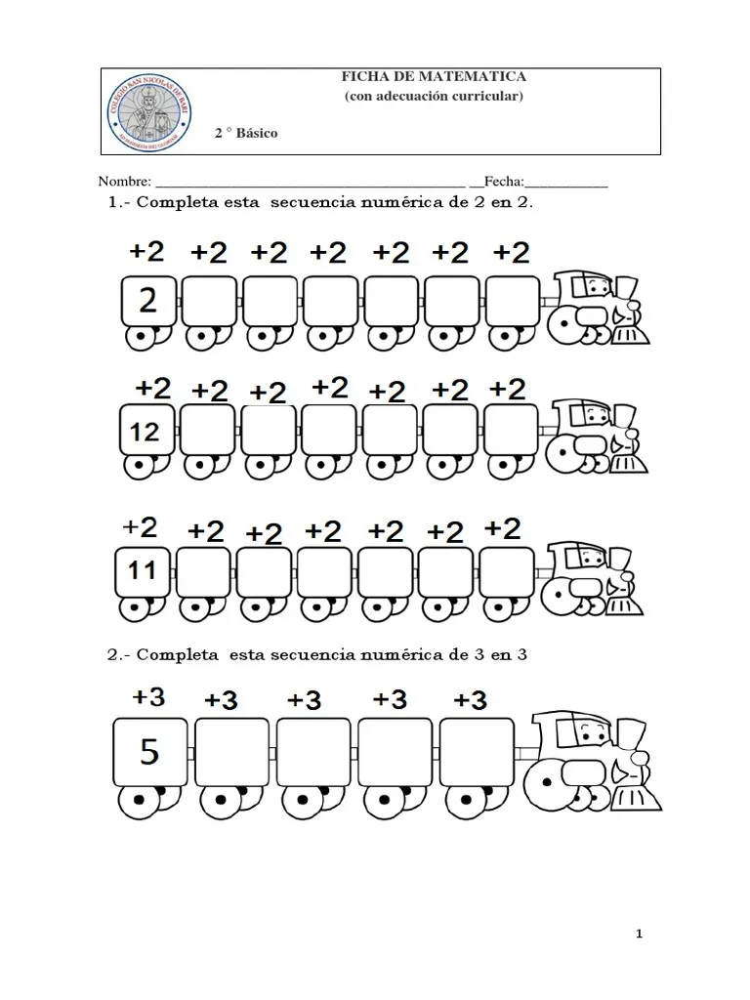 COLEGIO SAN NICOLAS DE BARI
FICHA DE MATEMATICA
(con adecuación curricular)
2 ° Básico
Nombre: ________________________________________ __Fecha:___________
1.- Completa esta secuencia numérica de 2 en 2.
+2 +2 +2 +2 +2 +2 +2
2
+2 +2 +2 +2 +2 +2 +2
12
+2 +2 +2 +2 +2 +2 +2
11
2.- Completa esta secuencia numérica de 3 en 3
+3 +3 +3 +3 +3
5
1